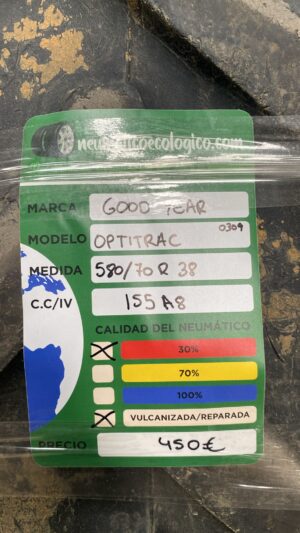 neumaticoecologico.com
MARCA GOOD YEAR
MODELO OPTITRAC 0309
MEDIDA 580/70 R 38
C.C/IV 155 A8
CALIDAD DEL NEUMÁTICO
30%
70%
100%
VULCANIZADA/REPARADA
PRECIO 450€